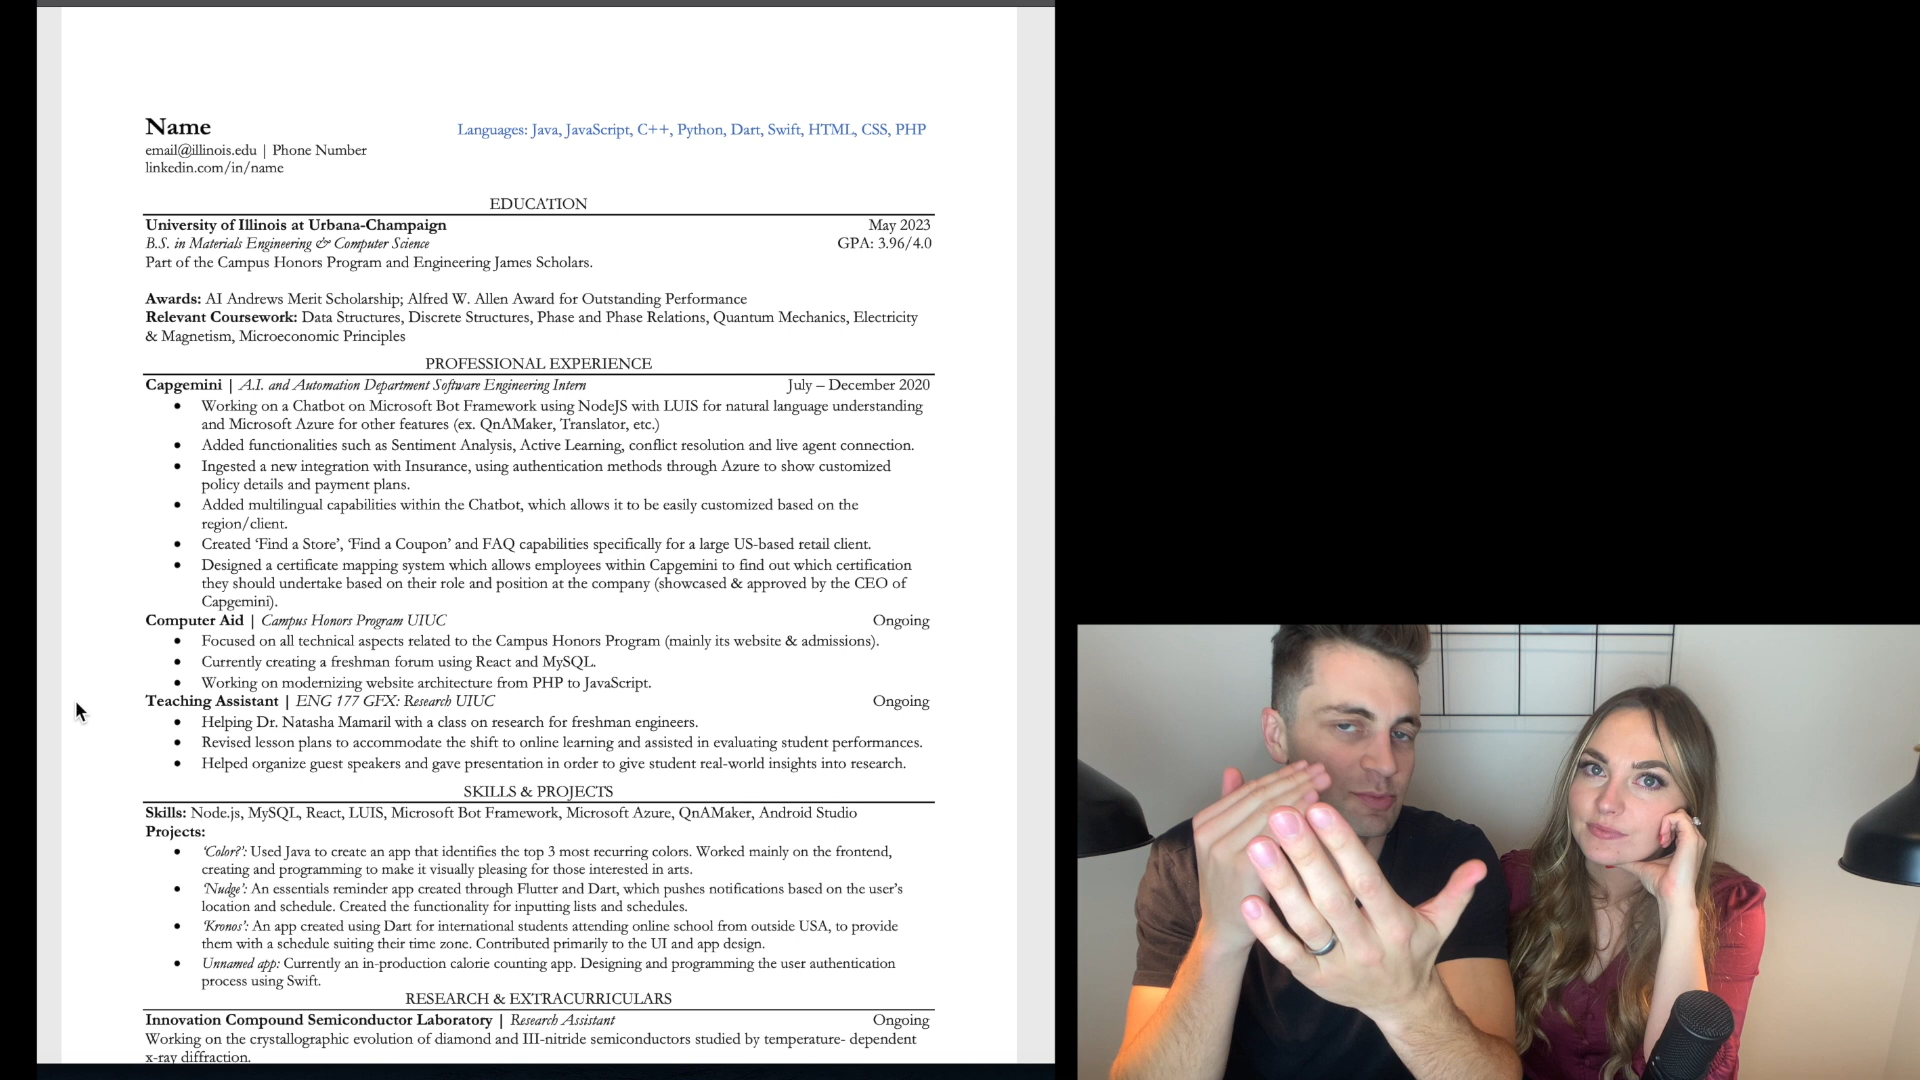 Name
Languages: Java, JavaScript, C++, Python, Dart, Swift, HTML, CSS, PHP
email@illinois.edu | Phone Number
linkedin.com/in/name
EDUCATION
University of Illinois at Urbana-Champaign May 2023
B.S. in Materials Engineering & Computer Science GPA: 3.96/4.0
Part of the Campus Honors Program and Engineering James Scholars.
Awards: AI Andrews Merit Scholarship; Alfred W. Allen Award for Outstanding Performance
Relevant Coursework: Data Structures, Discrete Structures, Phase and Phase Relations, Quantum Mechanics, Electricity
& Magnetism, Microeconomic Principles
PROFESSIONAL EXPERIENCE
Capgemini | A.I. and Automation Department Software Engineering Intern July – December 2020
• Working on a Chatbot on Microsoft Bot Framework using NodeJS with LUIS for natural language understanding
and Microsoft Azure for other features (ex. QnAMaker, Translator, etc.)
• Added functionalities such as Sentiment Analysis, Active Learning, conflict resolution and live agent connection.
• Ingested a new integration with Insurance, using authentication methods through Azure to show customized
policy details and payment plans.
• Added multilingual capabilities within the Chatbot, which allows it to be easily customized based on the
region/client.
• Created ‘Find a Store’, ‘Find a Coupon’ and FAQ capabilities specifically for a large US-based retail client.
• Designed a certificate mapping system which allows employees within Capgemini to find out which certification
they should undertake based on their role and position at the company (showcased & approved by the CEO of
Capgemini).
Computer Aid | Campus Honors Program UIUC Ongoing
• Focused on all technical aspects related to the Campus Honors Program (mainly its website & admissions).
• Currently creating a freshman forum using React and MySQL.
• Working on modernizing website architecture from PHP to JavaScript.
Teaching Assistant | ENG 177 GFX: Research UIUC Ongoing
• Helping Dr. Natasha Mamaril with a class on research for freshman engineers.
• Revised lesson plans to accommodate the shift to online learning and assisted in evaluating student performances.
• Helped organize guest speakers and gave presentation in order to give student real-world insights into research.
SKILLS & PROJECTS
Skills: Node.js, MySQL, React, LUIS, Microsoft Bot Framework, Microsoft Azure, QnAMaker, Android Studio
Projects:
• ‘Color?’: Used Java to create an app that identifies the top 3 most recurring colors. Worked mainly on the frontend,
creating and programming to make it visually pleasing for those interested in arts.
• ‘Nudge’: An essentials reminder app created through Flutter and Dart, which pushes notifications based on the user’s
location and schedule. Created the functionality for inputting lists and schedules.
• ‘Kronos’: An app created using Dart for international students attending online school from outside USA, to provide
them with a schedule suiting their time zone. Contributed primarily to the UI and app design.
• Unnamed app: Currently an in-production calorie counting app. Designing and programming the user authentication
process using Swift.
RESEARCH & EXTRACURRICULARS
Innovation Compound Semiconductor Laboratory | Research Assistant Ongoing
Working on the crystallographic evolution of diamond and III-nitride semiconductors studied by temperature- dependent
x-ray diffraction.